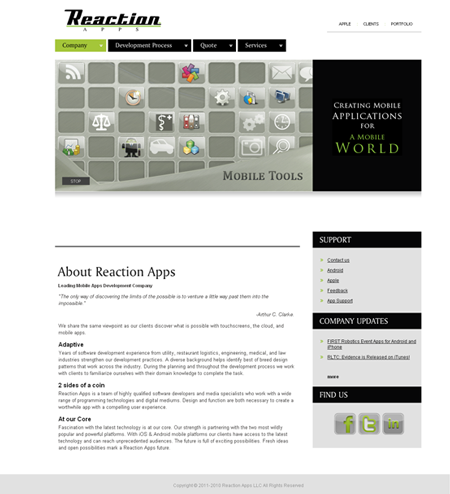 Reaction
APPS
APPLE CLIENTS PORTFOLIO
Company Development Process Quote Services
CREATING MOBILE
APPLICATIONS
FOR
A MOBILE
WORLD
MOBILE TOOLS
STOP
SUPPORT
Contact us
Android
Apple
Feedback
App Support
About Reaction Apps
Leading Mobile Apps Development Company
"The only way of discovering the limits of the possible is to venture a little way past them into the
impossible."
-Arthur C. Clarke.
We share the same viewpoint as our clients discover what is possible with touchscreens, the cloud, and
mobile apps.
Adaptive
Years of software development experience from utility, restaurant logistics, engineering, medical, and law
industries strengthen our development practices. A diverse background helps identify best of breed design
patterns that work across the industry. During the planning and throughout the development process we work
with clients to familiarize ourselves with their domain knowledge to complete the task.
2 sides of a coin
Reaction Apps is a team of highly qualified software developers and media specialists who work with a wide
range of programming technologies and digital mediums. Design and function are both necessary to create a
worthwhile app with a compelling user experience.
At our Core
Fascination with the latest technology is at our core. Our strength is partnering with the two most wildly
popular and powerful platforms. With iOS & Android mobile platforms our clients have access to the latest
technology and can reach unprecedented audiences. The future is full of exciting possibilities. Fresh ideas
and open possibilities mark a Reaction Apps future.
COMPANY UPDATES
FIRST Robotics Event Apps for Android and
iPhone
RLTC: Evidence is Released on iTunes!
more
FIND US
f t in
Copyright © 2011-2013 Reaction Apps LLC All Rights Reserved.